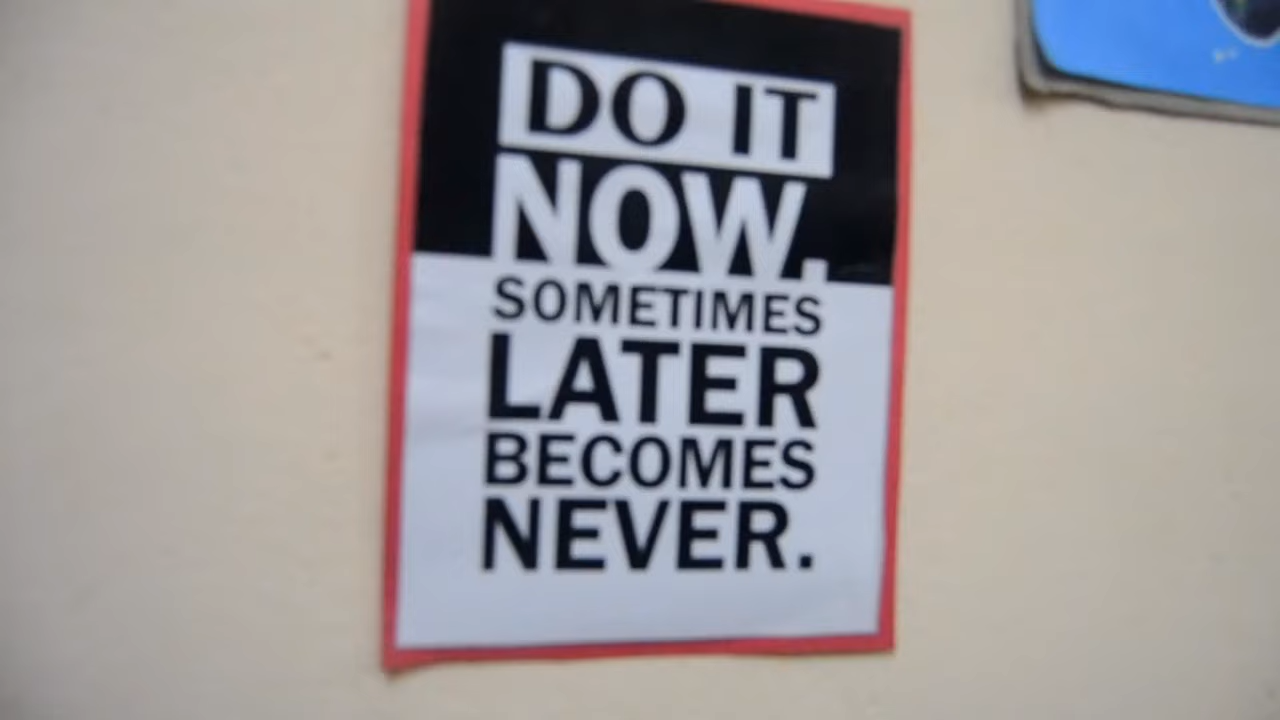 DO IT
NOW.
SOMETIMES
LATER
BECOMES
NEVER.